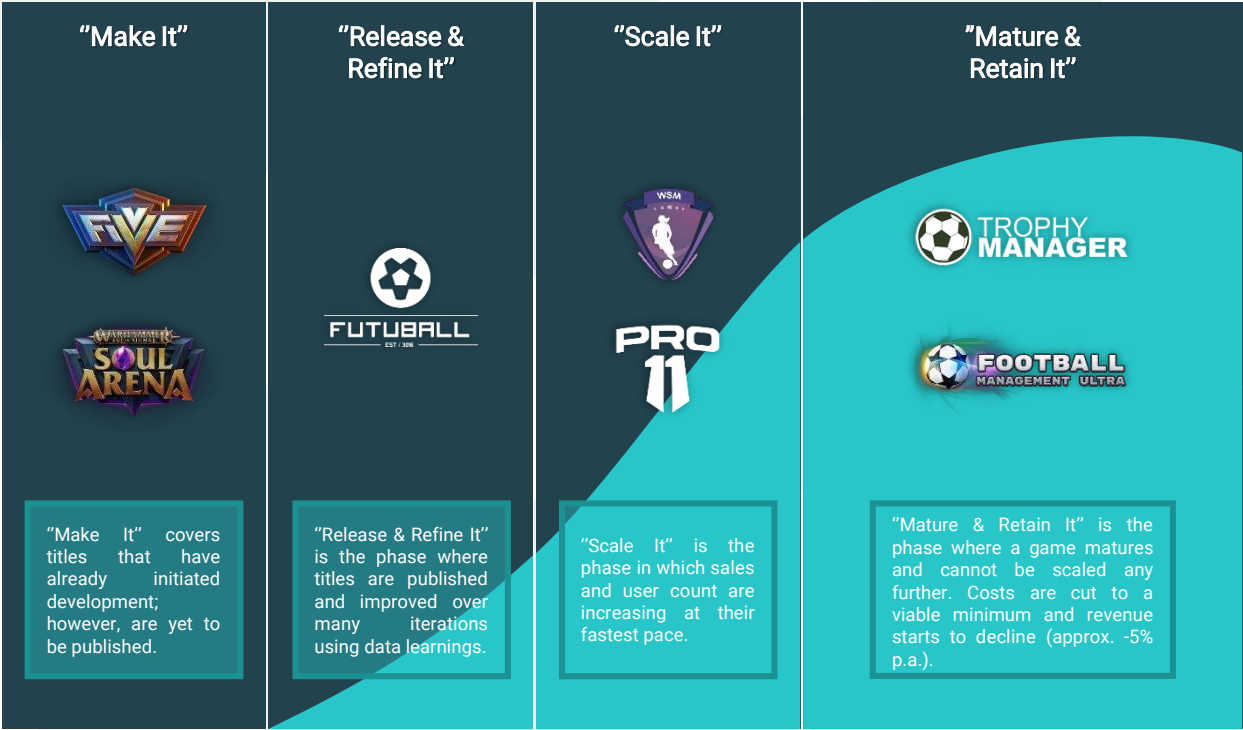 ‘’Make It’’
‘’Release &
Refine It’’
‘’Scale It’’
’’Mature &
Retain It’’
FIVE
WARHAMMER
AGE OF SIGMAR
SOUL
ARENA
FUTUBALL
EST / 3016
WSM
PRO
11
TROPHY
MANAGER
FOOTBALL
MANAGEMENT ULTRA
‘’Make It’’ covers
titles that have
already initiated
development;
however, are yet to
be published.
‘’Release & Refine It’’
is the phase where
titles are published
and improved over
many iterations
using data learnings.
‘’Scale It’’ is the
phase in which sales
and user count are
increasing at their
fastest pace.
‘’Mature & Retain It’’ is the
phase where a game matures
and cannot be scaled any
further. Costs are cut to a
viable minimum and revenue
starts to decline (approx. -5%
p.a.).